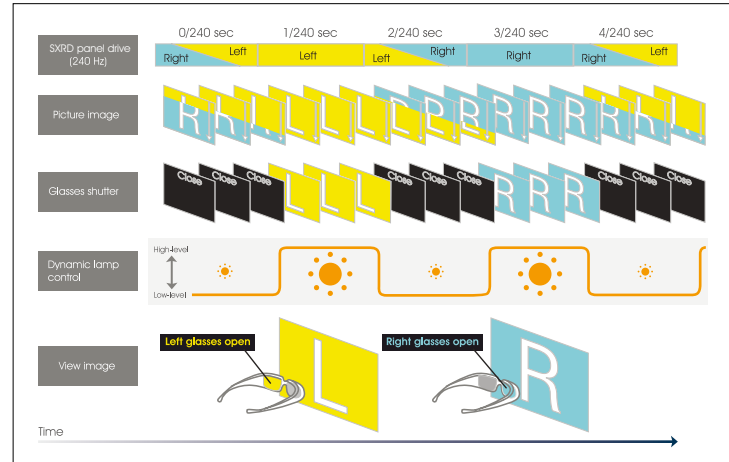 0/240 sec 1/240 sec 2/240 sec 3/240 sec 4/240 sec
SXRD panel drive
(240 Hz)
Right Left Left Left Right Right Right Left
Picture image
R R L L L L L L R R R R R R R R L
Glasses shutter
Close Close Close L L L Close Close Close R R R Close Close Close
Dynamic lamp
control
High-level
Low-level
View image
Left glasses open
L
Right glasses open
R
Time